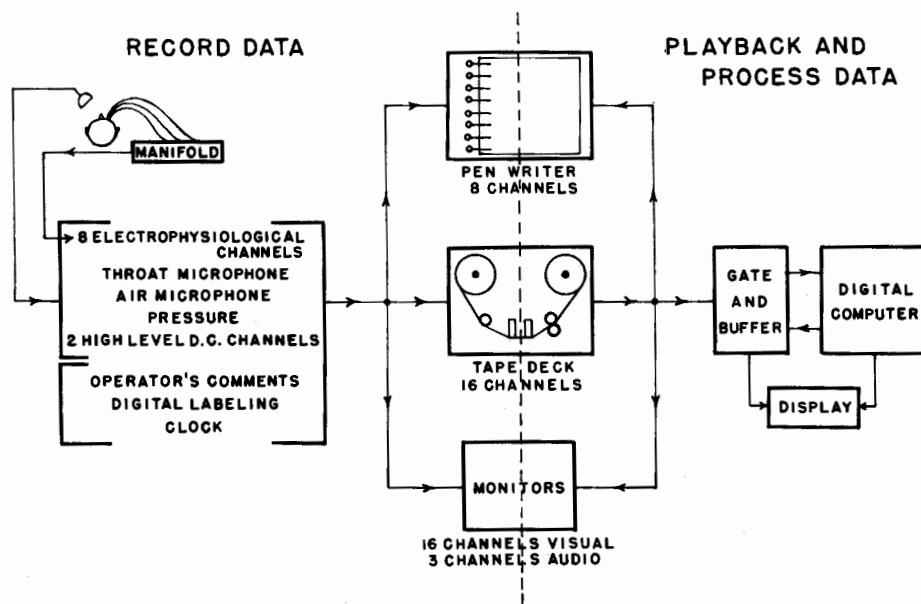 RECORD DATA
PLAYBACK AND
PROCESS DATA
MANIFOLD
8 ELECTROPHYSIOLOGICAL
CHANNELS
THROAT MICROPHONE
AIR MICROPHONE
PRESSURE
2 HIGH LEVEL D.C. CHANNELS
OPERATOR'S COMMENTS
DIGITAL LABELING
CLOCK
PEN WRITER
8 CHANNELS
TAPE DECK
16 CHANNELS
MONITORS
16 CHANNELS VISUAL
3 CHANNELS AUDIO
GATE
AND
BUFFER
DIGITAL
COMPUTER
DISPLAY